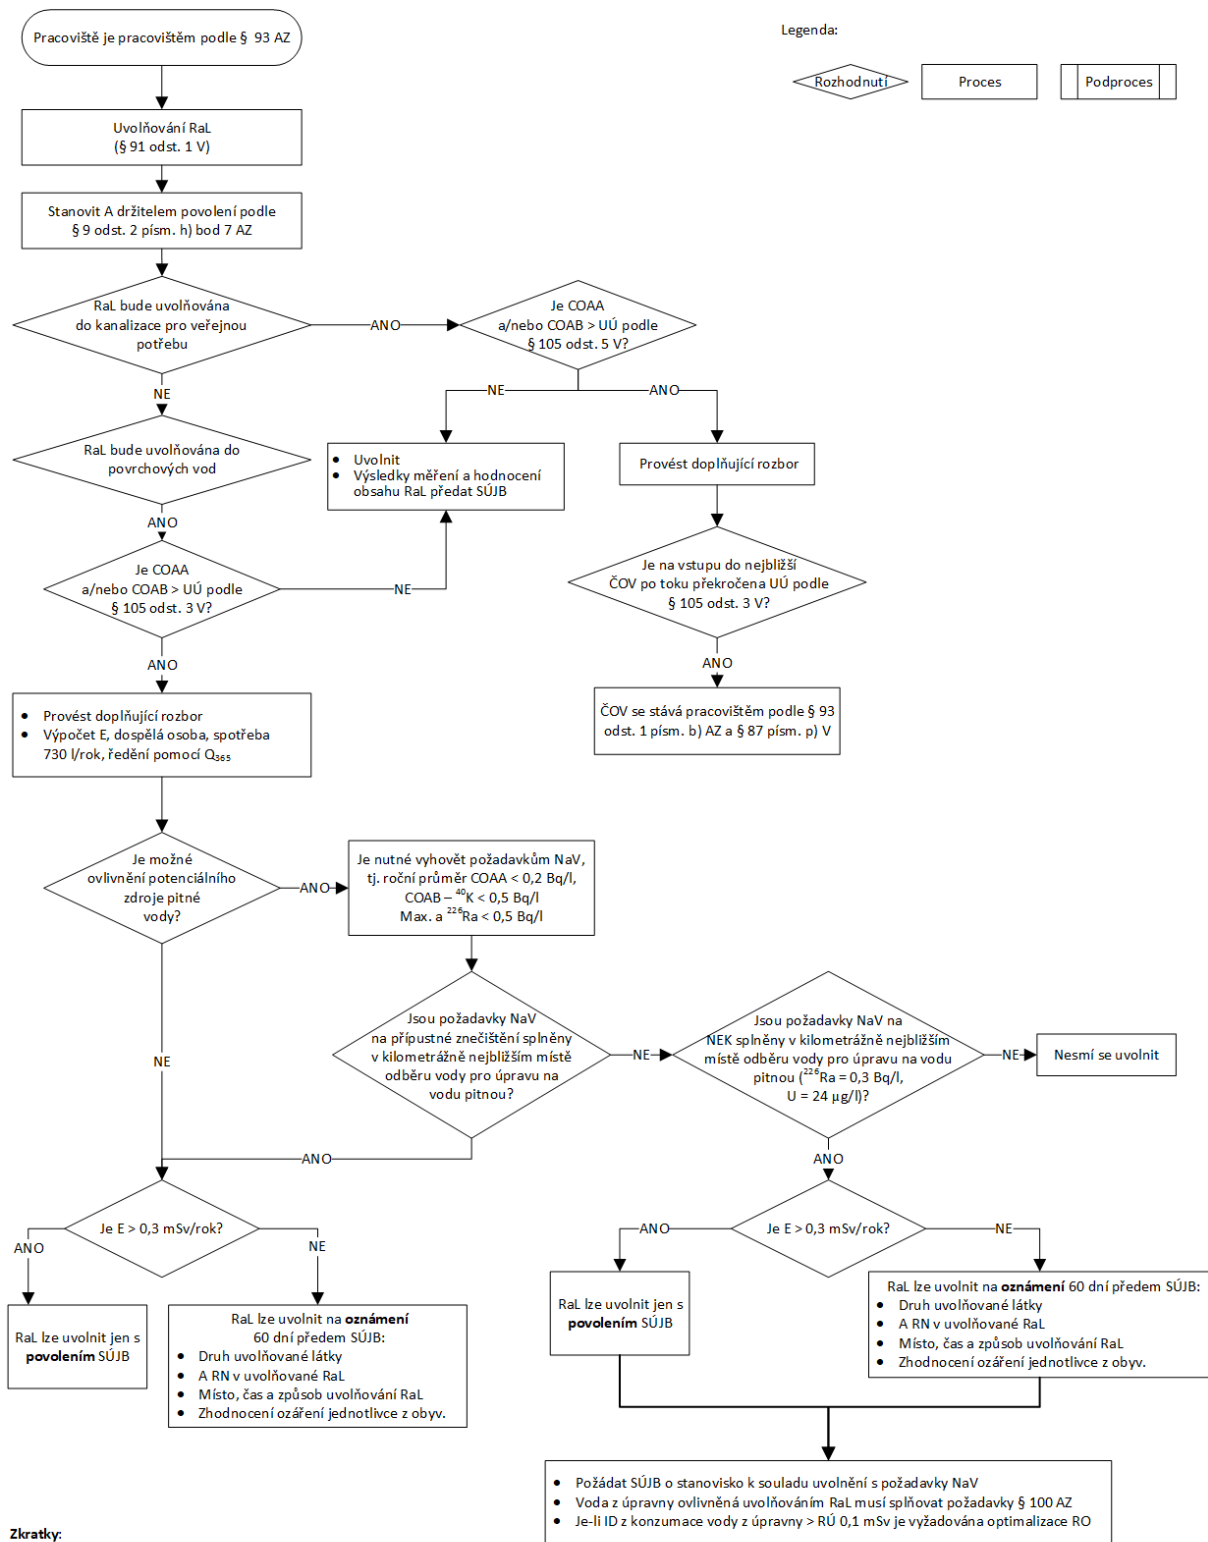 Pracoviště je pracovištěm podle § 93 AZ
Legenda:
Rozhodnutí
Proces
Podproces
Uvolňování RaL
(§ 91 odst. 1 V)
Stanovit A držitelem povolení podle
§ 9 odst. 2 písm. h) bod 7 AZ
RaL bude uvolňována
do kanalizace pro veřejnou
potřebu
ANO
Je COAA
a/nebo COAB > UÚ podle
§ 105 odst. 5 V?
NE
NE
ANO
RaL bude uvolňována do
povrchových vod
• Uvolnit
• Výsledky měření a hodnocení
obsahu RaL předat SÚJB
Provést doplňující rozbor
ANO
Je COAA
a/nebo COAB > UÚ podle
§ 105 odst. 3 V?
NE
Je na vstupu do nejbližší
ČOV po toku překročena UÚ podle
§ 105 odst. 3 V?
ANO
ANO
• Provést doplňující rozbor
• Výpočet E, dospělá osoba, spotřeba
730 l/rok, ředění pomocí Q₃₆₅
ČOV se stává pracovištěm podle § 93
odst. 1 písm. b) AZ a § 87 písm. p) V
Je možné
ovlivnění potenciálního
zdroje pitné
vody?
ANO
Je nutné vyhovět požadavkům NaV,
tj. roční průměr COAA < 0,2 Bq/l,
COAB – ⁴⁰K < 0,5 Bq/l
Max. a ²²⁶Ra < 0,5 Bq/l
NE
Jsou požadavky NaV
na přípustné znečištění splněny
v kilometrážně nejbližším místě
odběru vody pro úpravu na
vodu pitnou?
NE
Jsou požadavky NaV na
NEK splněny v kilometrážně nejbližším
místě odběru vody pro úpravu na vodu
pitnou (²²⁶Ra = 0,3 Bq/l,
U = 24 µg/l)?
NE
Nesmí se uvolnit
ANO
ANO
Je E > 0,3 mSv/rok?
ANO
NE
Je E > 0,3 mSv/rok?
ANO
NE
RaL lze uvolnit jen s
povolením SÚJB
RaL lze uvolnit na oznámení
60 dní předem SÚJB:
• Druh uvolňované látky
• A RN v uvolňované RaL
• Místo, čas a způsob uvolňování RaL
• Zhodnocení ozáření jednotlivce z obyv.
RaL lze uvolnit jen s
povolením SÚJB
RaL lze uvolnit na oznámení 60 dní předem SÚJB:
• Druh uvolňované látky
• A RN v uvolňované RaL
• Místo, čas a způsob uvolňování RaL
• Zhodnocení ozáření jednotlivce z obyv.
• Požádat SÚJB o stanovisko k souladu uvolnění s požadavky NaV
• Voda z úpravny ovlivněná uvolňováním RaL musí splňovat požadavky § 100 AZ
• Je-li ID z konzumace vody z úpravny > RÚ 0,1 mSv je vyžadována optimalizace RO
Zkratky: